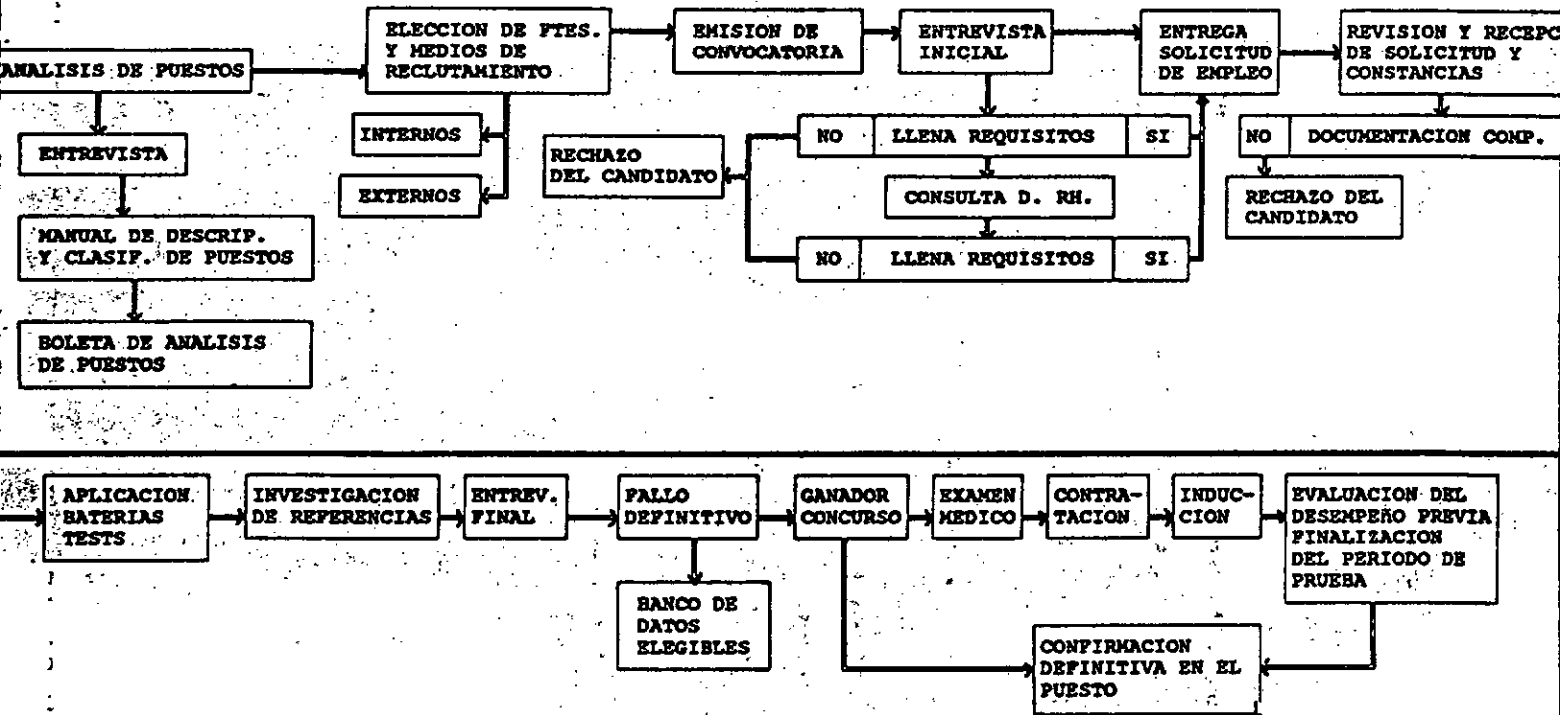 ANALISIS DE PUESTOS
ENTREVISTA
MANUAL DE DESCRIP.
Y CLASIF. DE PUESTOS
BOLETA DE ANALISIS
DE PUESTOS
ELECCION DE FTES.
Y MEDIOS DE
RECLUTAMIENTO
INTERNOS
EXTERNOS
EMISION DE
CONVOCATORIA
ENTREVISTA
INICIAL
NO LLENA REQUISITOS SI
RECHAZO
DEL CANDIDATO
CONSULTA D. RH.
NO LLENA REQUISITOS SI
ENTREGA
SOLICITUD
DE EMPLEO
REVISION Y RECEPC
DE SOLICITUD Y
CONSTANCIAS
NO DOCUMENTACION COMP.
RECHAZO DEL
CANDIDATO
APLICACION
BATERIAS
TESTS
INVESTIGACION
DE REFERENCIAS
ENTREV.
FINAL
FALLO
DEFINITIVO
BANCO DE
DATOS
ELEGIBLES
GANADOR
CONCURSO
EXAMEN
MEDICO
CONTRA-
TACION
INDUC-
CION
EVALUACION DEL
DESEMPEÑO PREVIA
FINALIZACION
DEL PERIODO DE
PRUEBA
CONFIRMACION
DEFINITIVA EN EL
PUESTO